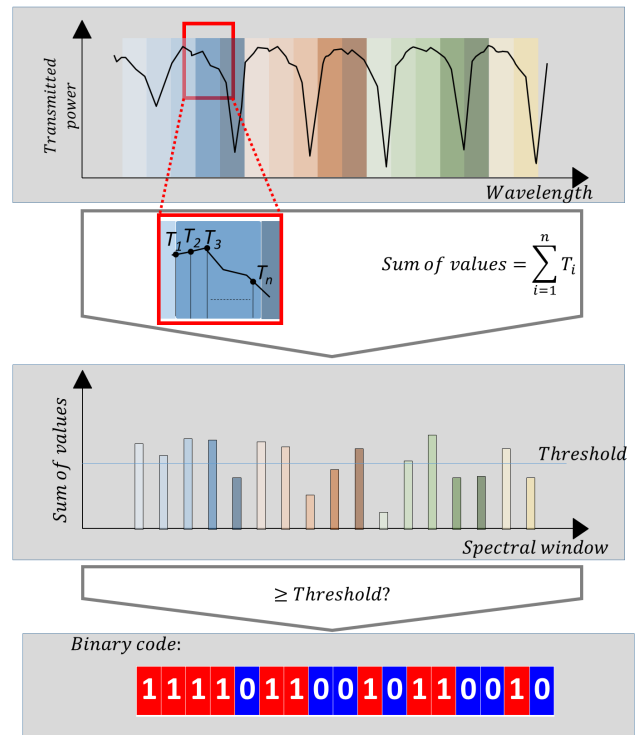 Transmitted
power
Wavelength
T1 T2 T3
Tn
Sum of values = ∑_{i=1}^{n} T_i
Sum of values
Threshold
Spectral window
≥ Threshold?
Binary code:
1 1 1 1 0 1 1 0 0 1 0 1 1 0 0 1 0